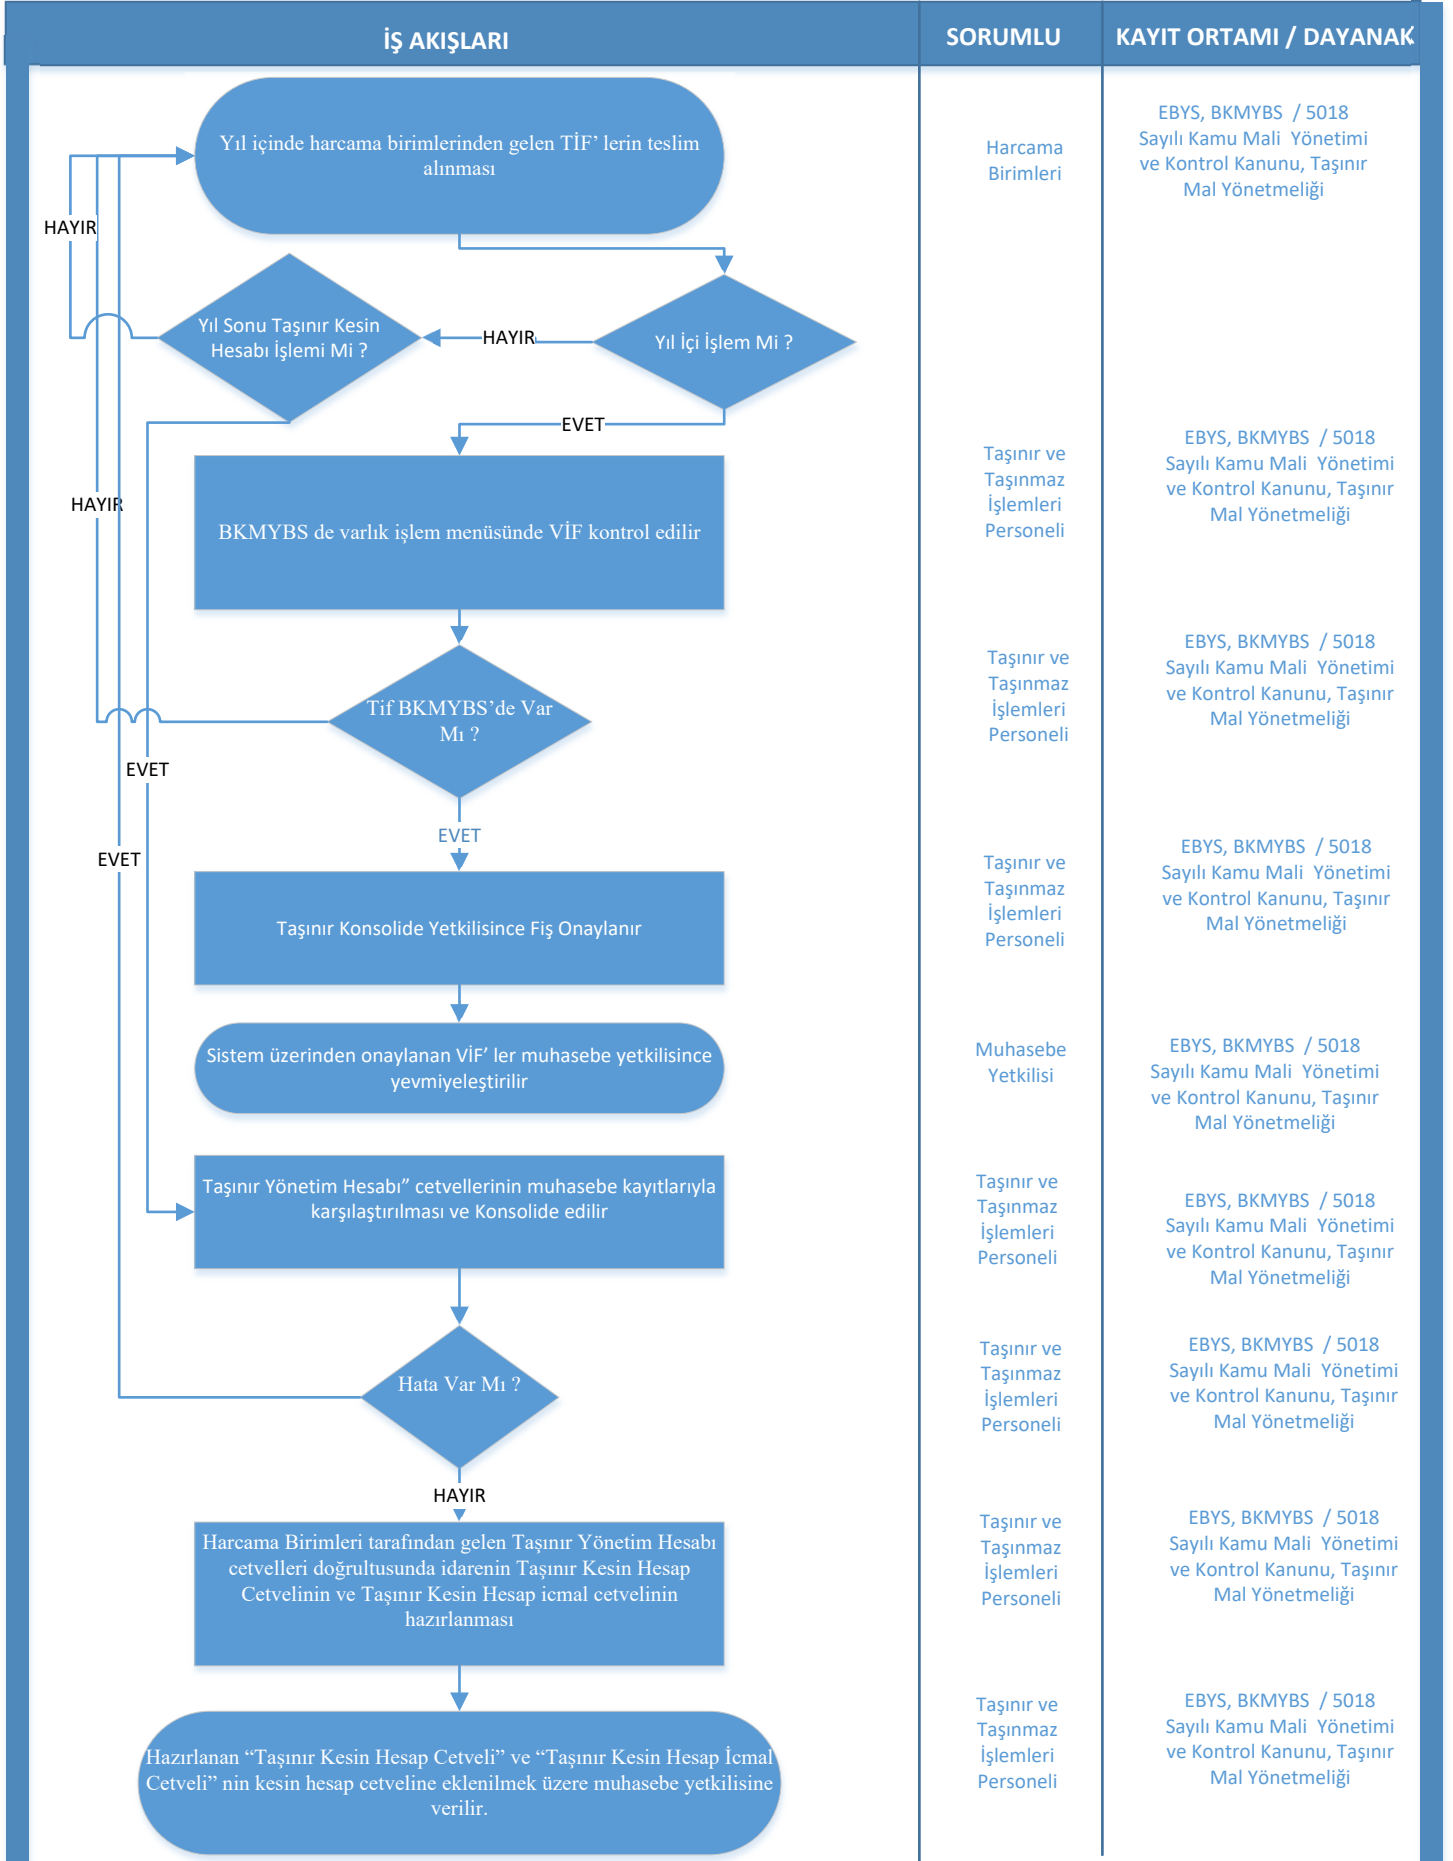 İŞ AKIŞLARI
SORUMLU
KAYIT ORTAMI / DAYANAK
Yıl içinde harcama birimlerinden gelen TİF’ lerin teslim
alınması
Harcama
Birimleri
EBYS, BKMYBS / 5018
Sayılı Kamu Mali Yönetimi
ve Kontrol Kanunu, Taşınır
Mal Yönetmeliği
HAYIR
Yıl Sonu Taşınır Kesin
Hesabı İşlemi Mi ?
HAYIR
Yıl İçi İşlem Mi ?
EVET
HAYIR
BKMYBS de varlık işlem menüsünde VİF kontrol edilir
Taşınır ve
Taşınmaz
İşlemleri
Personeli
EBYS, BKMYBS / 5018
Sayılı Kamu Mali Yönetimi
ve Kontrol Kanunu, Taşınır
Mal Yönetmeliği
Tif BKMYBS’de Var
Mı ?
Taşınır ve
Taşınmaz
İşlemleri
Personeli
EBYS, BKMYBS / 5018
Sayılı Kamu Mali Yönetimi
ve Kontrol Kanunu, Taşınır
Mal Yönetmeliği
EVET
EVET
EVET
Taşınır Konsolide Yetkilisince Fiş Onaylanır
Taşınır ve
Taşınmaz
İşlemleri
Personeli
EBYS, BKMYBS / 5018
Sayılı Kamu Mali Yönetimi
ve Kontrol Kanunu, Taşınır
Mal Yönetmeliği
Sistem üzerinden onaylanan VİF’ ler muhasebe yetkilisince
yevmiyeleştirilir
Muhasebe
Yetkilisi
EBYS, BKMYBS / 5018
Sayılı Kamu Mali Yönetimi
ve Kontrol Kanunu, Taşınır
Mal Yönetmeliği
Taşınır Yönetim Hesabı” cetvellerinin muhasebe kayıtlarıyla
karşılaştırılması ve Konsolide edilir
Taşınır ve
Taşınmaz
İşlemleri
Personeli
EBYS, BKMYBS / 5018
Sayılı Kamu Mali Yönetimi
ve Kontrol Kanunu, Taşınır
Mal Yönetmeliği
Hata Var Mı ?
Taşınır ve
Taşınmaz
İşlemleri
Personeli
EBYS, BKMYBS / 5018
Sayılı Kamu Mali Yönetimi
ve Kontrol Kanunu, Taşınır
Mal Yönetmeliği
HAYIR
Harcama Birimleri tarafından gelen Taşınır Yönetim Hesabı
cetvelleri doğrultusunda idarenin Taşınır Kesin Hesap
Cetvelinin ve Taşınır Kesin Hesap icmal cetvelinin
hazırlanması
Taşınır ve
Taşınmaz
İşlemleri
Personeli
EBYS, BKMYBS / 5018
Sayılı Kamu Mali Yönetimi
ve Kontrol Kanunu, Taşınır
Mal Yönetmeliği
Hazırlanan “Taşınır Kesin Hesap Cetveli” ve “Taşınır Kesin Hesap İcmal
Cetveli” nin kesin hesap cetveline eklenilmek üzere muhasebe yetkilisine
verilir.
Taşınır ve
Taşınmaz
İşlemleri
Personeli
EBYS, BKMYBS / 5018
Sayılı Kamu Mali Yönetimi
ve Kontrol Kanunu, Taşınır
Mal Yönetmeliği